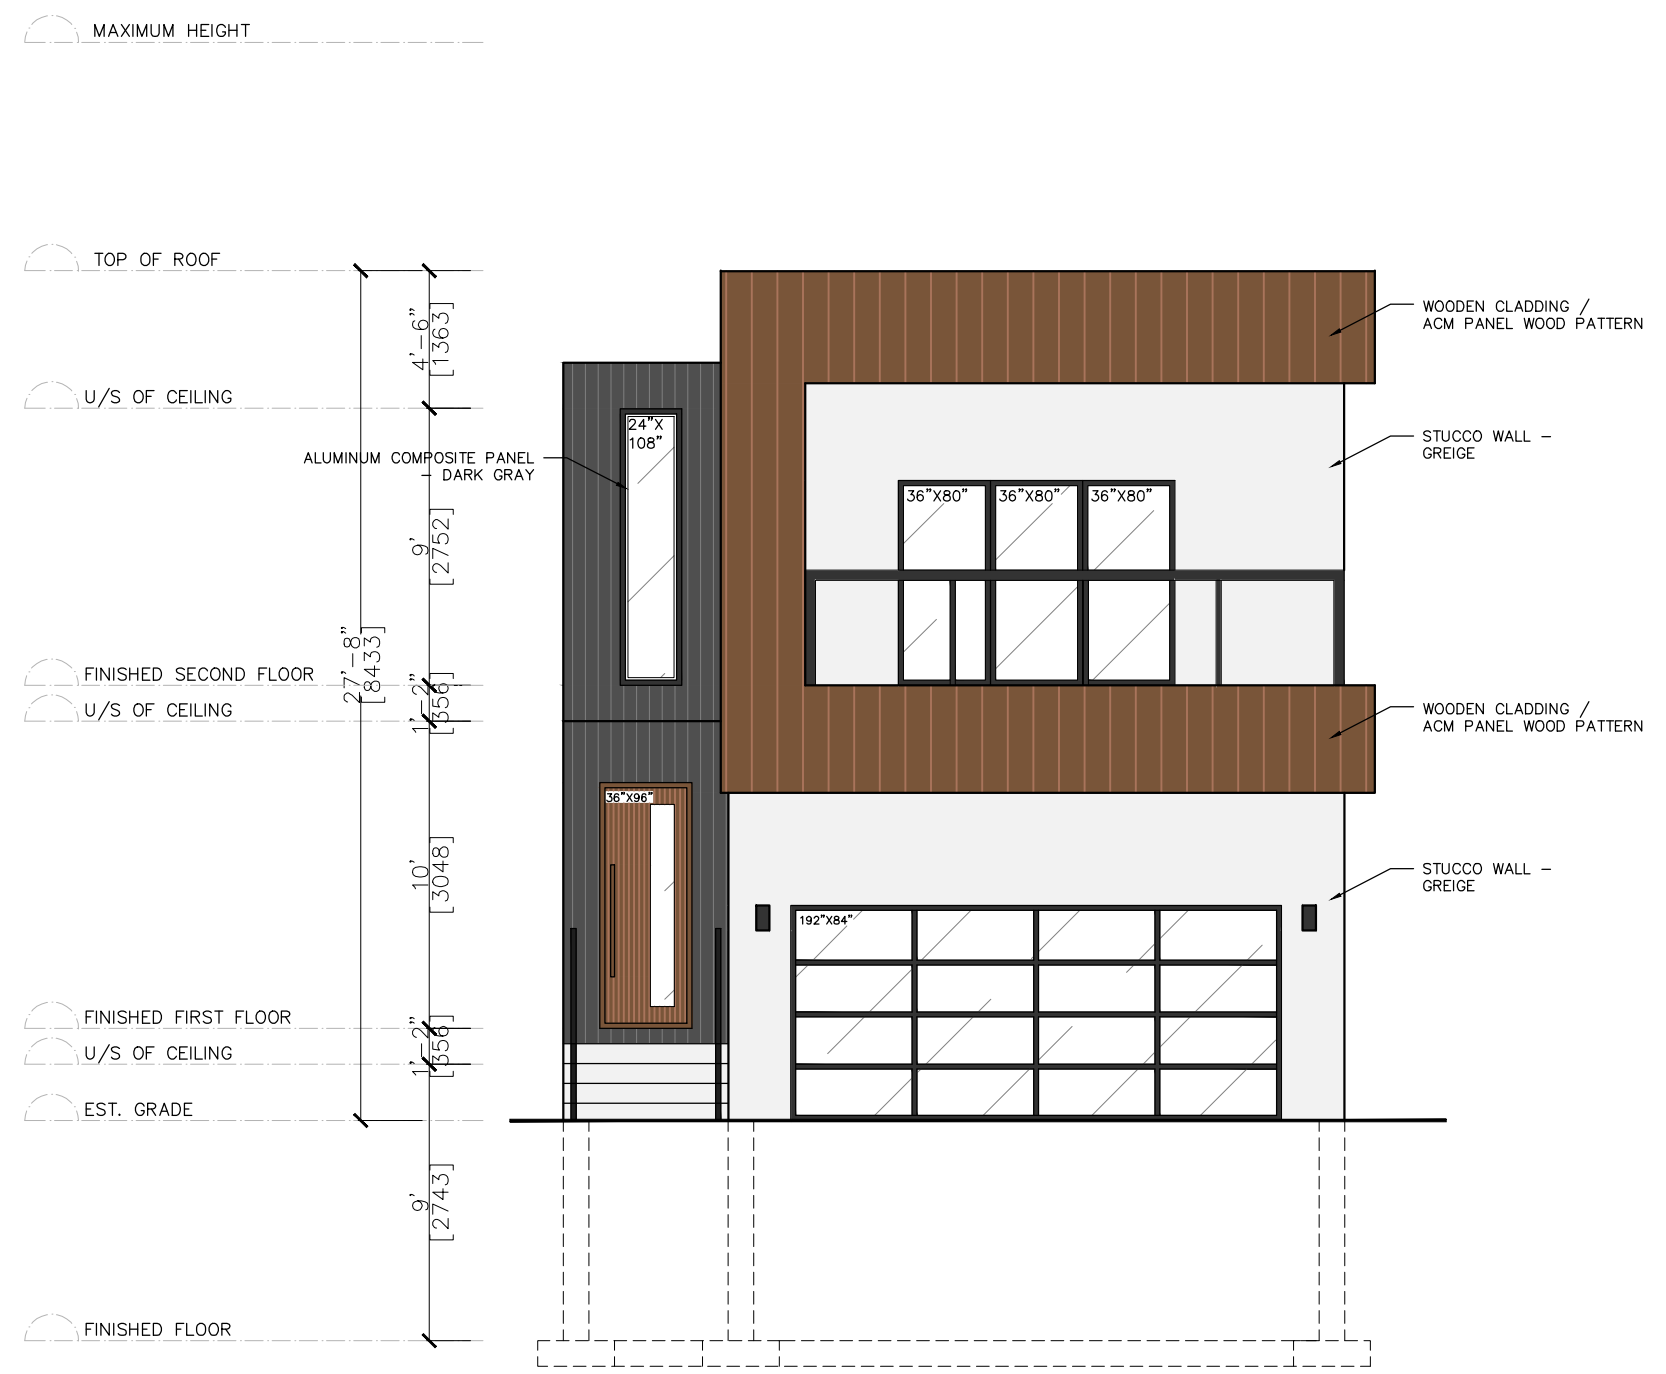 MAXIMUM HEIGHT
TOP OF ROOF
4'-6"
[1363]
WOODEN CLADDING /
ACM PANEL WOOD PATTERN
U/S OF CEILING
24"X
108"
ALUMINUM COMPOSITE PANEL
- DARK GRAY
STUCCO WALL -
GREIGE
36"X80"
36"X80"
36"X80"
9'
[2752]
27'-8"
[8433]
FINISHED SECOND FLOOR
1'-2"
[356]
U/S OF CEILING
WOODEN CLADDING /
ACM PANEL WOOD PATTERN
36"X96"
10'
[3048]
STUCCO WALL -
GREIGE
192"X84"
FINISHED FIRST FLOOR
1'-2"
[356]
U/S OF CEILING
EST. GRADE
9'
[2743]
FINISHED FLOOR